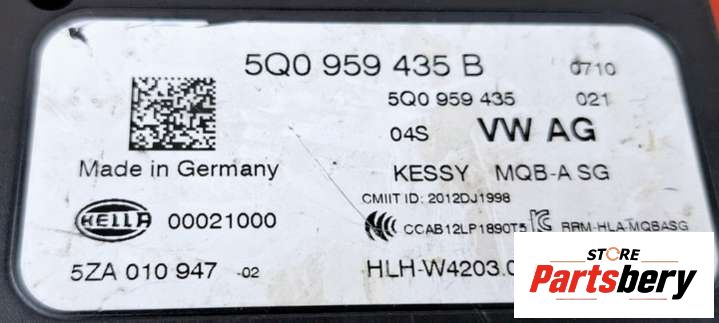 5Q0 959 435 B 0710
5Q0 959 435 021
04S VW AG
Made in Germany KESSY MQB-A SG
CMIIT ID: 2012DJ1998
HELLA 00021000 CCAB12LP1890T5 RRM-HLA-MQBASG
5ZA 010 947 -02 HLH-W4203.
STORE
Partsbery